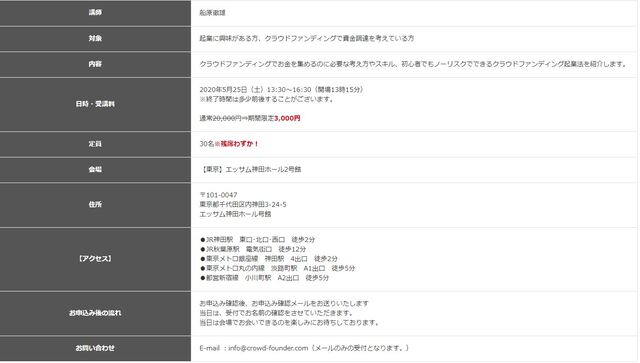 講師
船原徹雄
対象
起業に興味がある方、クラウドファンディングで資金調達を考えている方
内容
クラウドファンディングでお金を集めるのに必要な考え方やスキル、初心者でもノーリスクでできるクラウドファンディング起業法を紹介します。
日時・受講料
2020年5月25日（土）13:30～16:30（開場13時15分）
※終了時間は多少前後することがございます。
通常20,000円⇒期間限定3,000円
定員
30名※残席わずか！
会場
【東京】エッサム神田ホール2号館
住所
〒101-0047
東京都千代田区内神田3-24-5
エッサム神田ホール号館
【アクセス】
●JR神田駅　東口･北口･西口　徒歩2分
●JR秋葉原駅　電気街口　徒歩12分
●東京メトロ銀座線　神田駅　4出口　徒歩2分
●東京メトロ丸の内線　淡路町駅　A1出口　徒歩5分
●都営新宿線　小川町駅　A2出口　徒歩5分
お申込み後の流れ
お申込み確認後、お申込み確認メールをお送りいたします
当日は、受付でお名前の確認をさせていただきます。
当日は会場でお会いできるのを楽しみにお待ちしております。
お問い合わせ
E-mail ：info@crowd-founder.com（メールのみの受付となります。）